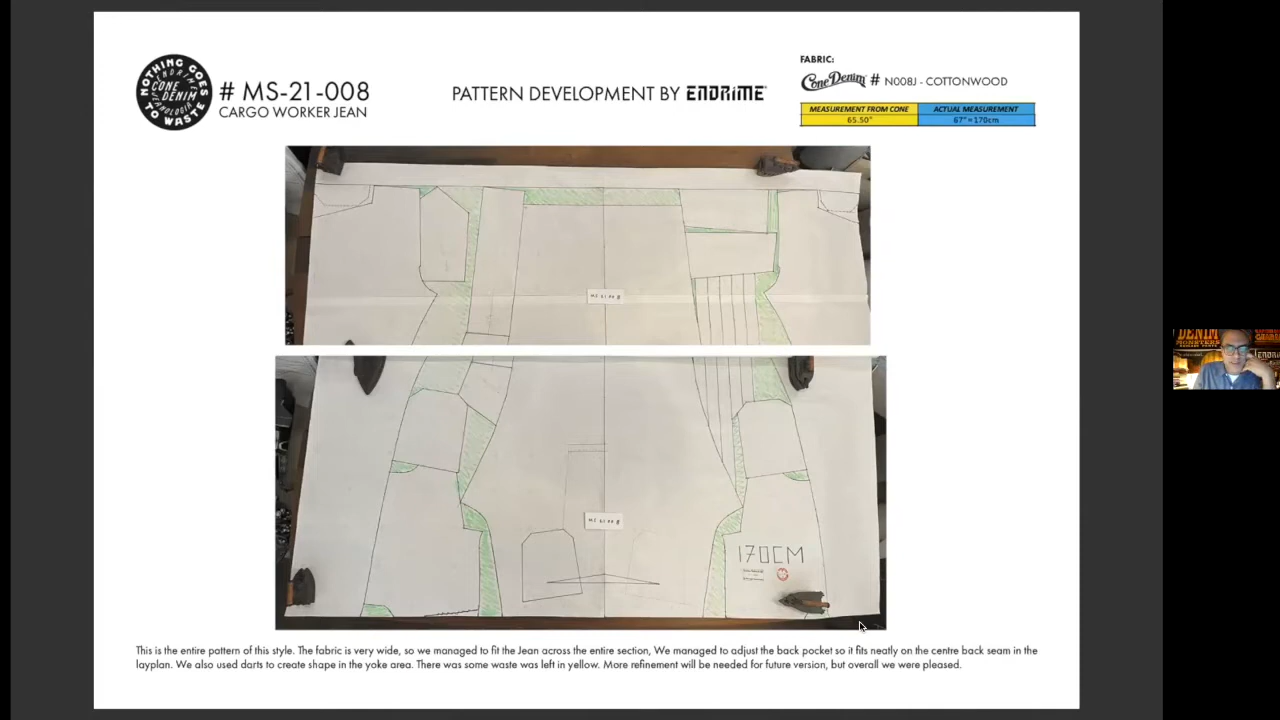 NOTHING GOES
ENDRIME
CONE
DENIM
TO WASTE
# MS-21-008
CARGO WORKER JEAN
PATTERN DEVELOPMENT BY ENDRIME®
FABRIC:
Cone Denim # N008J - COTTONWOOD
MEASUREMENT FROM CONE
ACTUAL MEASUREMENT
65.50"
67"=170cm
170CM
This is the entire pattern of this style. The fabric is very wide, so we managed to fit the Jean across the entire section, We managed to adjust the back pocket so it fits neatly on the centre back seam in the
layplan. We also used darts to create shape in the yoke area. There was some waste was left in yellow. More refinement will be needed for future version, but overall we were pleased.
DENIM
MONSTERS